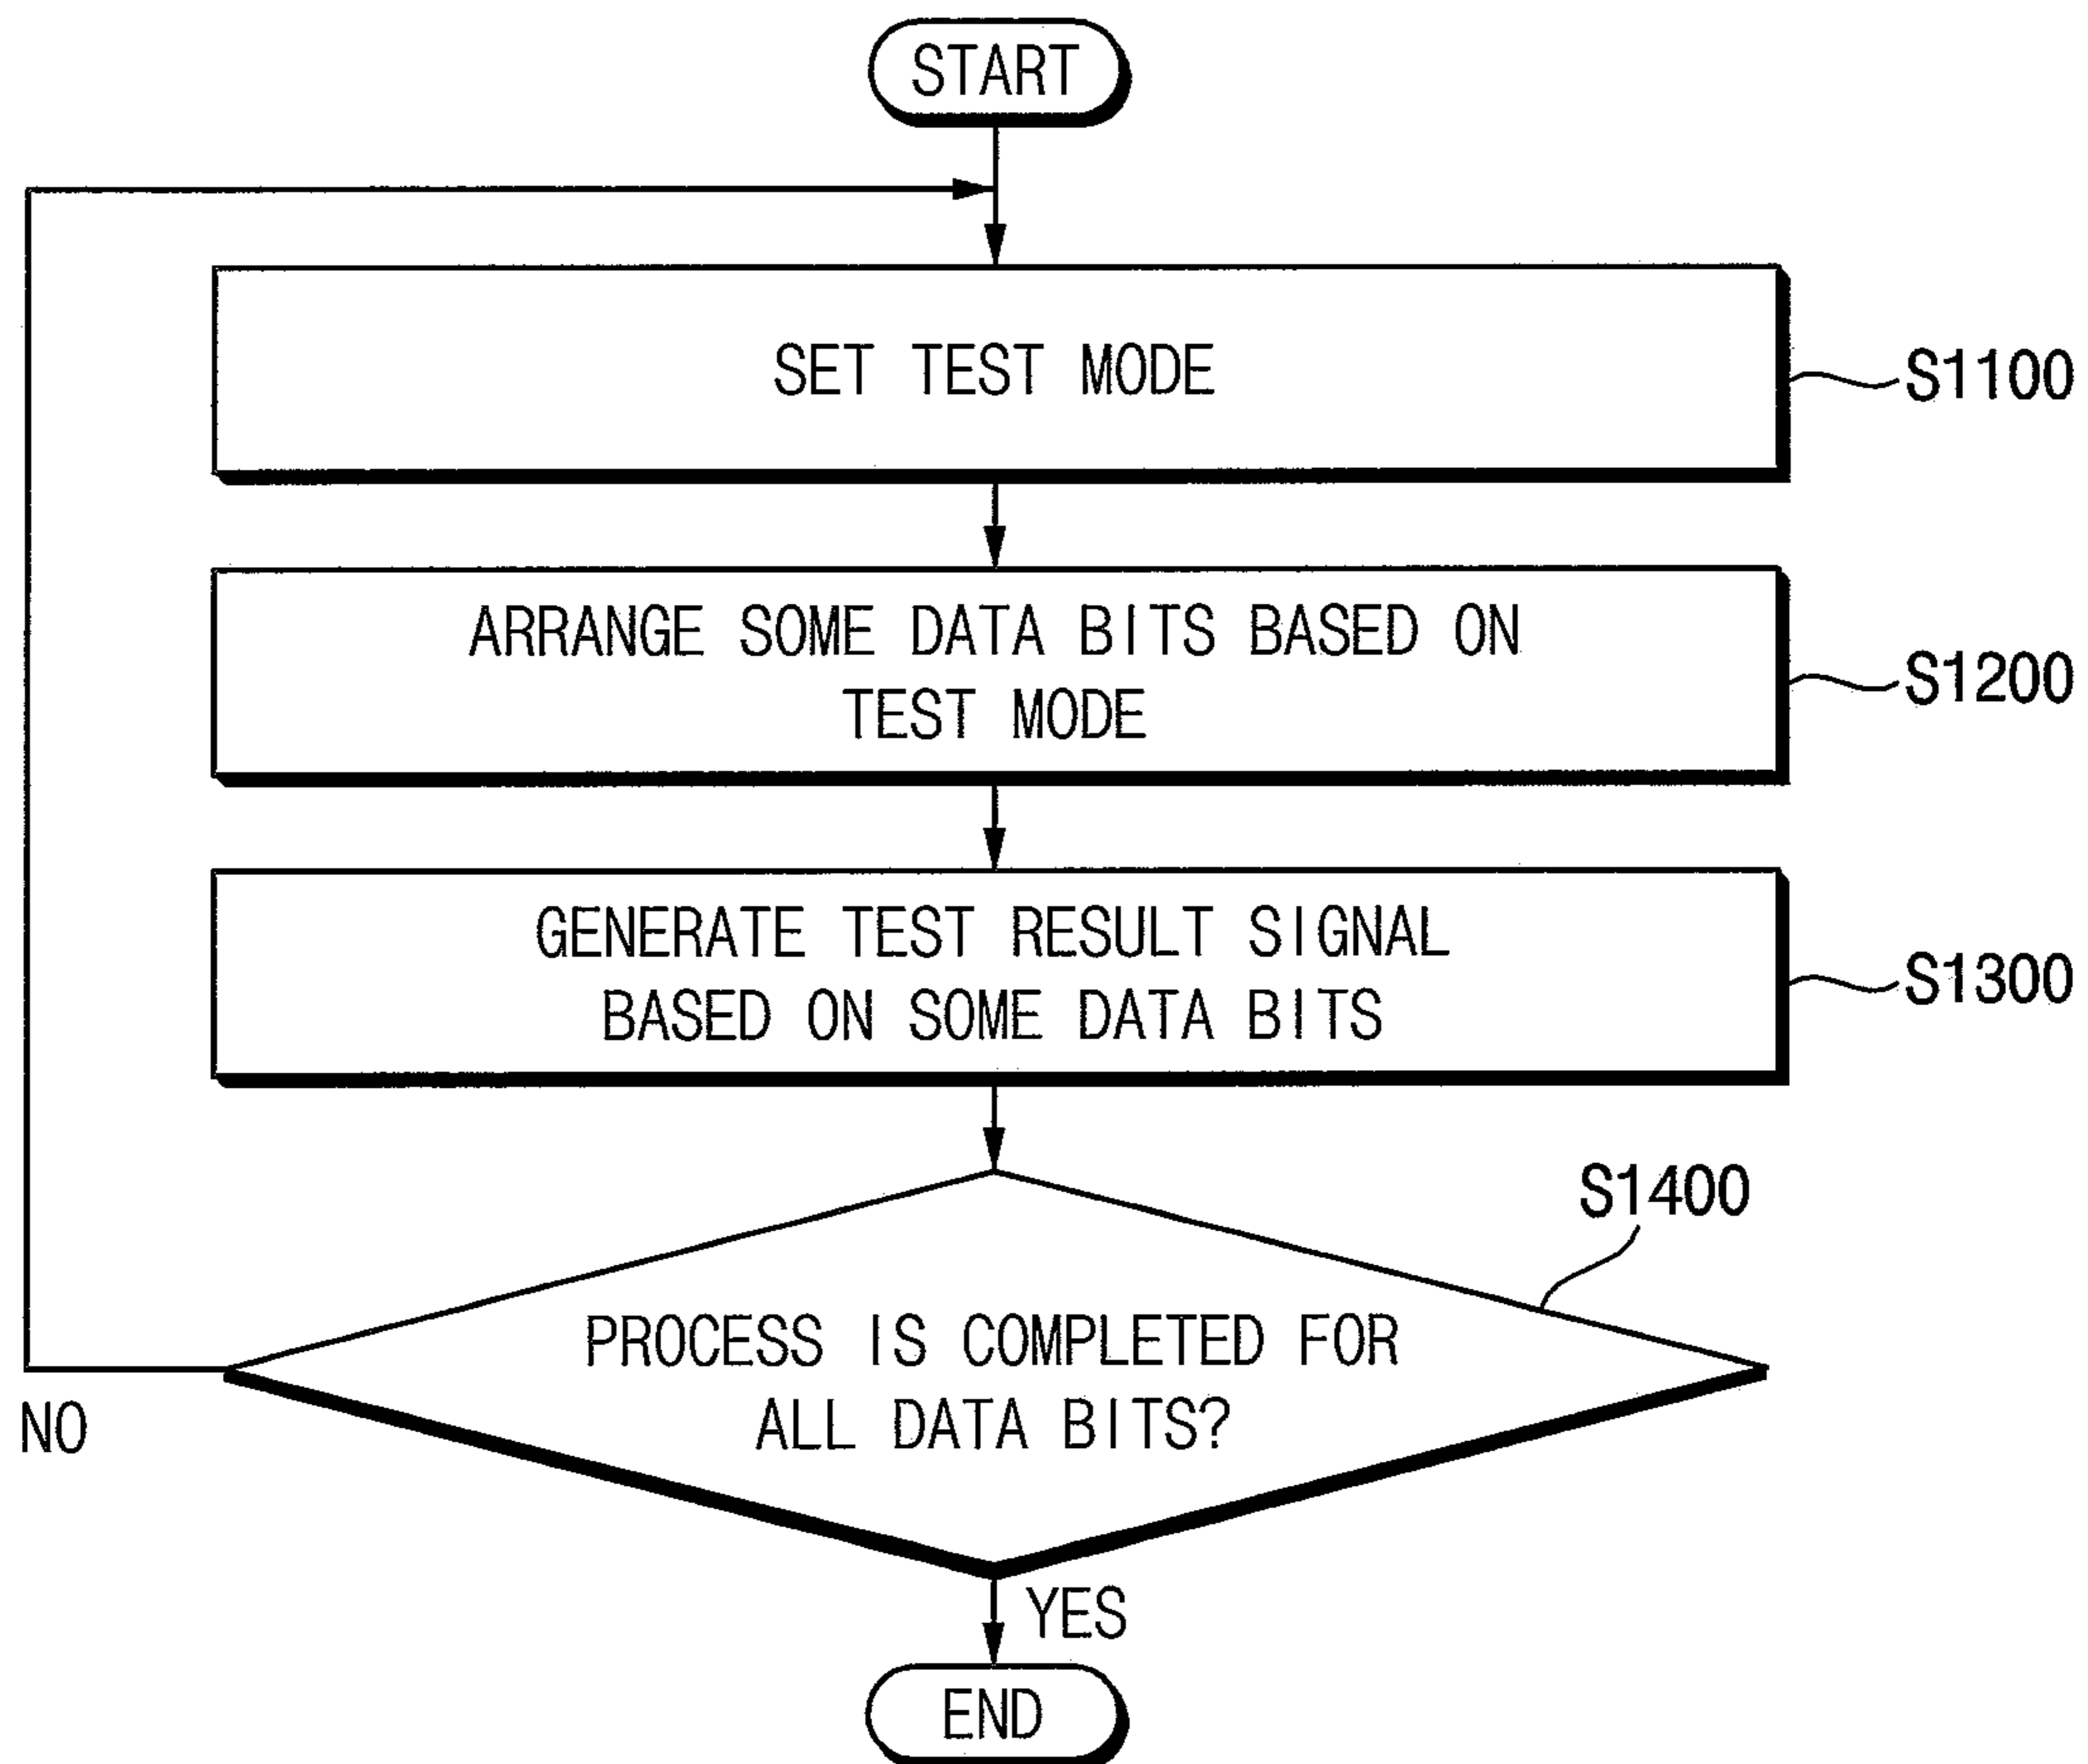 START
SET TEST MODE
S1100
ARRANGE SOME DATA BITS BASED ON
TEST MODE
S1200
GENERATE TEST RESULT SIGNAL
BASED ON SOME DATA BITS
S1300
S1400
PROCESS IS COMPLETED FOR
ALL DATA BITS?
NO
YES
END